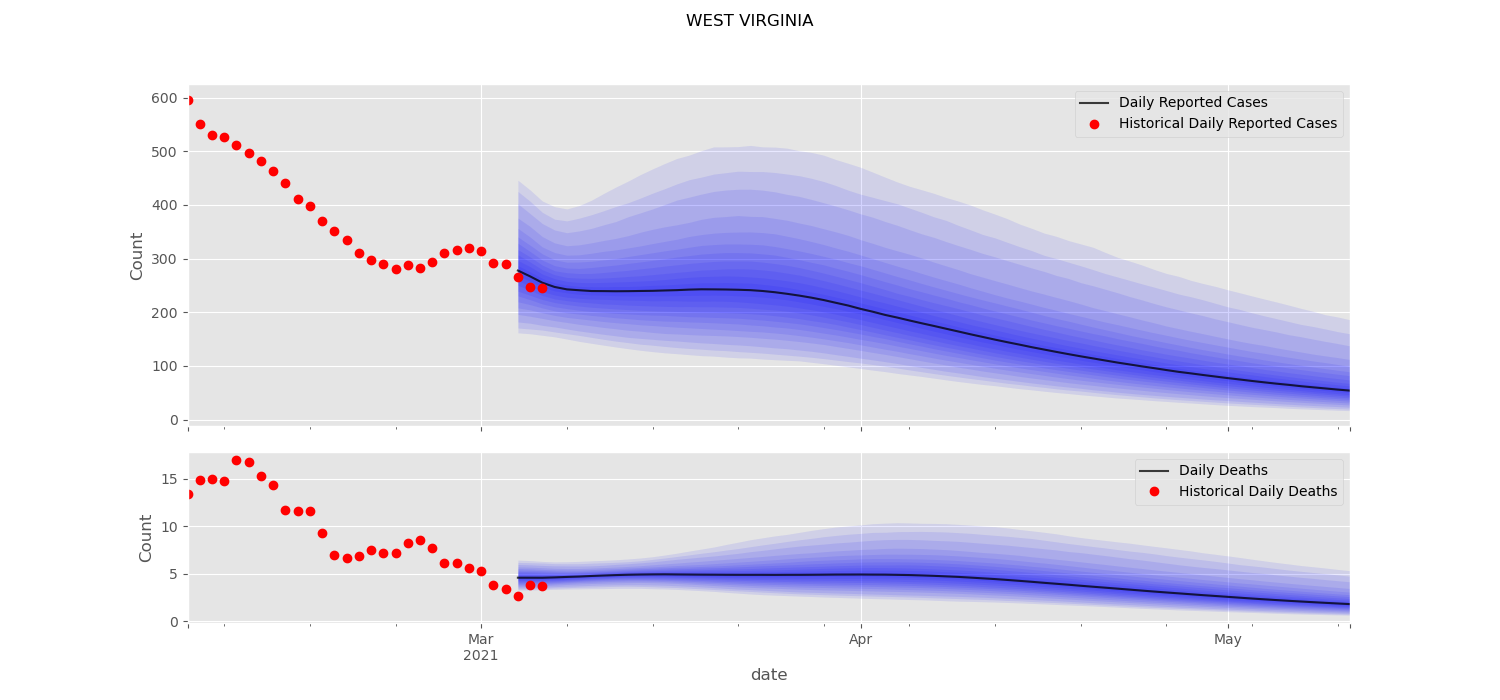 WEST VIRGINIA
600
500
400
300
200
100
0
Count
Daily Reported Cases
Historical Daily Reported Cases
15
10
5
0
Count
Daily Deaths
Historical Daily Deaths
Mar
2021
Apr
May
date